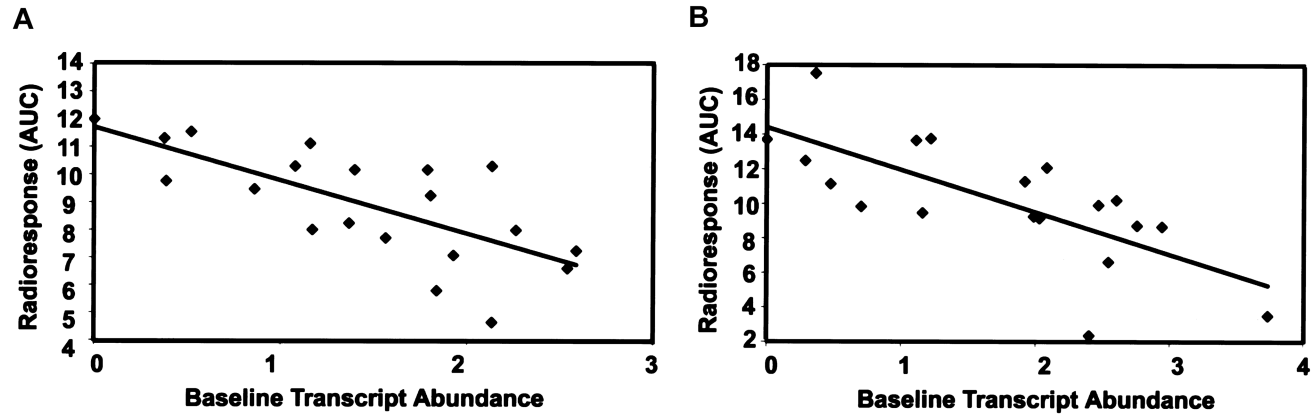 A
14
13
12
11
10
9
8
7
6
5
4
Radioresponse (AUC)
0 1 2 3
Baseline Transcript Abundance
B
18
16
14
12
10
8
6
4
2
Radioresponse (AUC)
0 1 2 3 4
Baseline Transcript Abundance